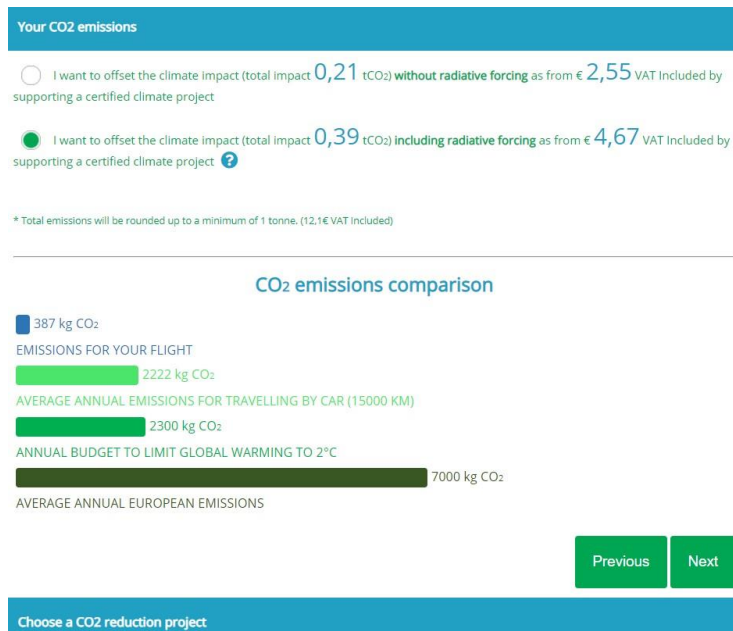 Your CO2 emissions
I want to offset the climate impact (total impact 0,21 tCO2) without radiative forcing as from € 2,55 VAT Included by
supporting a certified climate project
I want to offset the climate impact (total impact 0,39 tCO2) including radiative forcing as from € 4,67 VAT Included by
supporting a certified climate project ?
* Total emissions will be rounded up to a minimum of 1 tonne. (12,1€ VAT Included)
CO2 emissions comparison
387 kg CO2
EMISSIONS FOR YOUR FLIGHT
2222 kg CO2
AVERAGE ANNUAL EMISSIONS FOR TRAVELLING BY CAR (15000 KM)
2300 kg CO2
ANNUAL BUDGET TO LIMIT GLOBAL WARMING TO 2°C
7000 kg CO2
AVERAGE ANNUAL EUROPEAN EMISSIONS
Previous
Next
Choose a CO2 reduction project